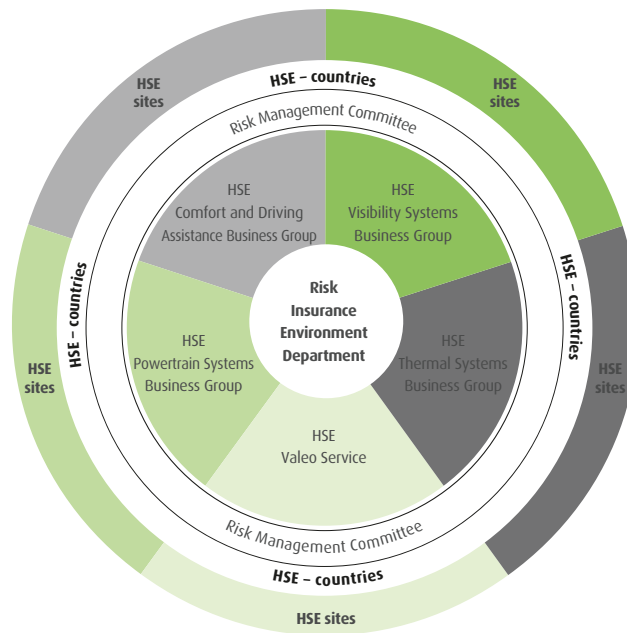 HSE – countries
HSE
sites
HSE
sites
Risk Management Committee
HSE
Comfort and Driving
Assistance Business Group
HSE
Visibility Systems
Business Group
HSE – countries
HSE – countries
Risk
Insurance
Environment
Department
HSE
Powertrain Systems
Business Group
HSE
Thermal Systems
Business Group
HSE
sites
HSE
sites
HSE
Valeo Service
Risk Management Committee
HSE – countries
HSE sites